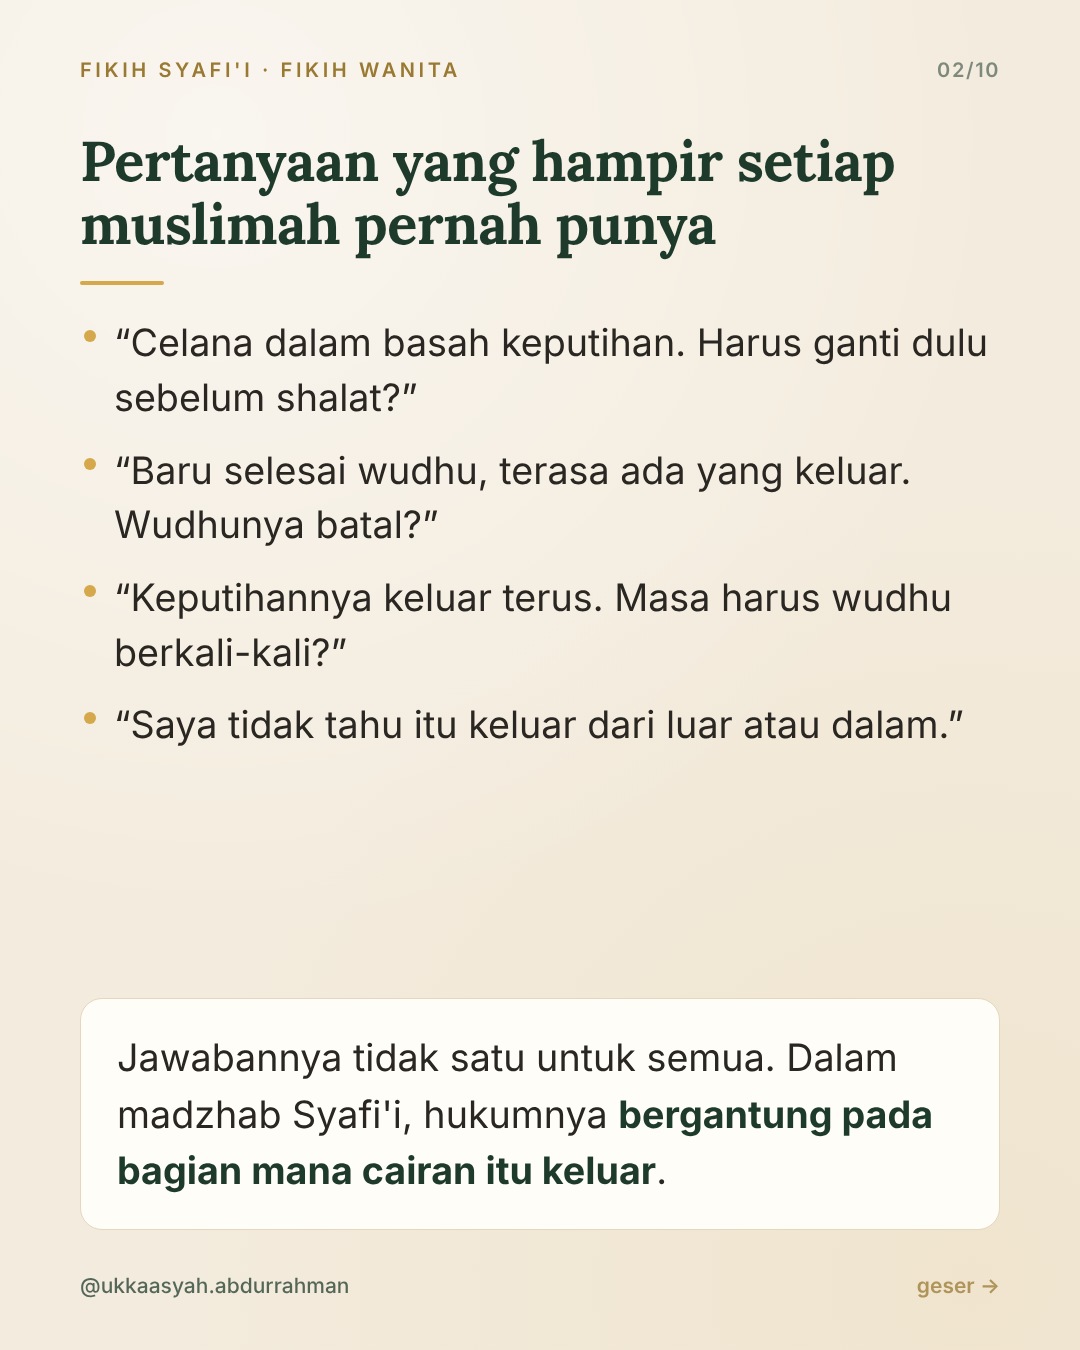 FIKIH SYAFI'I · FIKIH WANITA
02/10
Pertanyaan yang hampir setiap
muslimah pernah punya
• “Celana dalam basah keputihan. Harus ganti dulu
sebelum shalat?”
• “Baru selesai wudhu, terasa ada yang keluar.
Wudhunya batal?”
• “Keputihannya keluar terus. Masa harus wudhu
berkali-kali?”
• “Saya tidak tahu itu keluar dari luar atau dalam.”
Jawabannya tidak satu untuk semua. Dalam
madzhab Syafi'i, hukumnya bergantung pada
bagian mana cairan itu keluar.
@ukkaasyah.abdurrahman
geser →